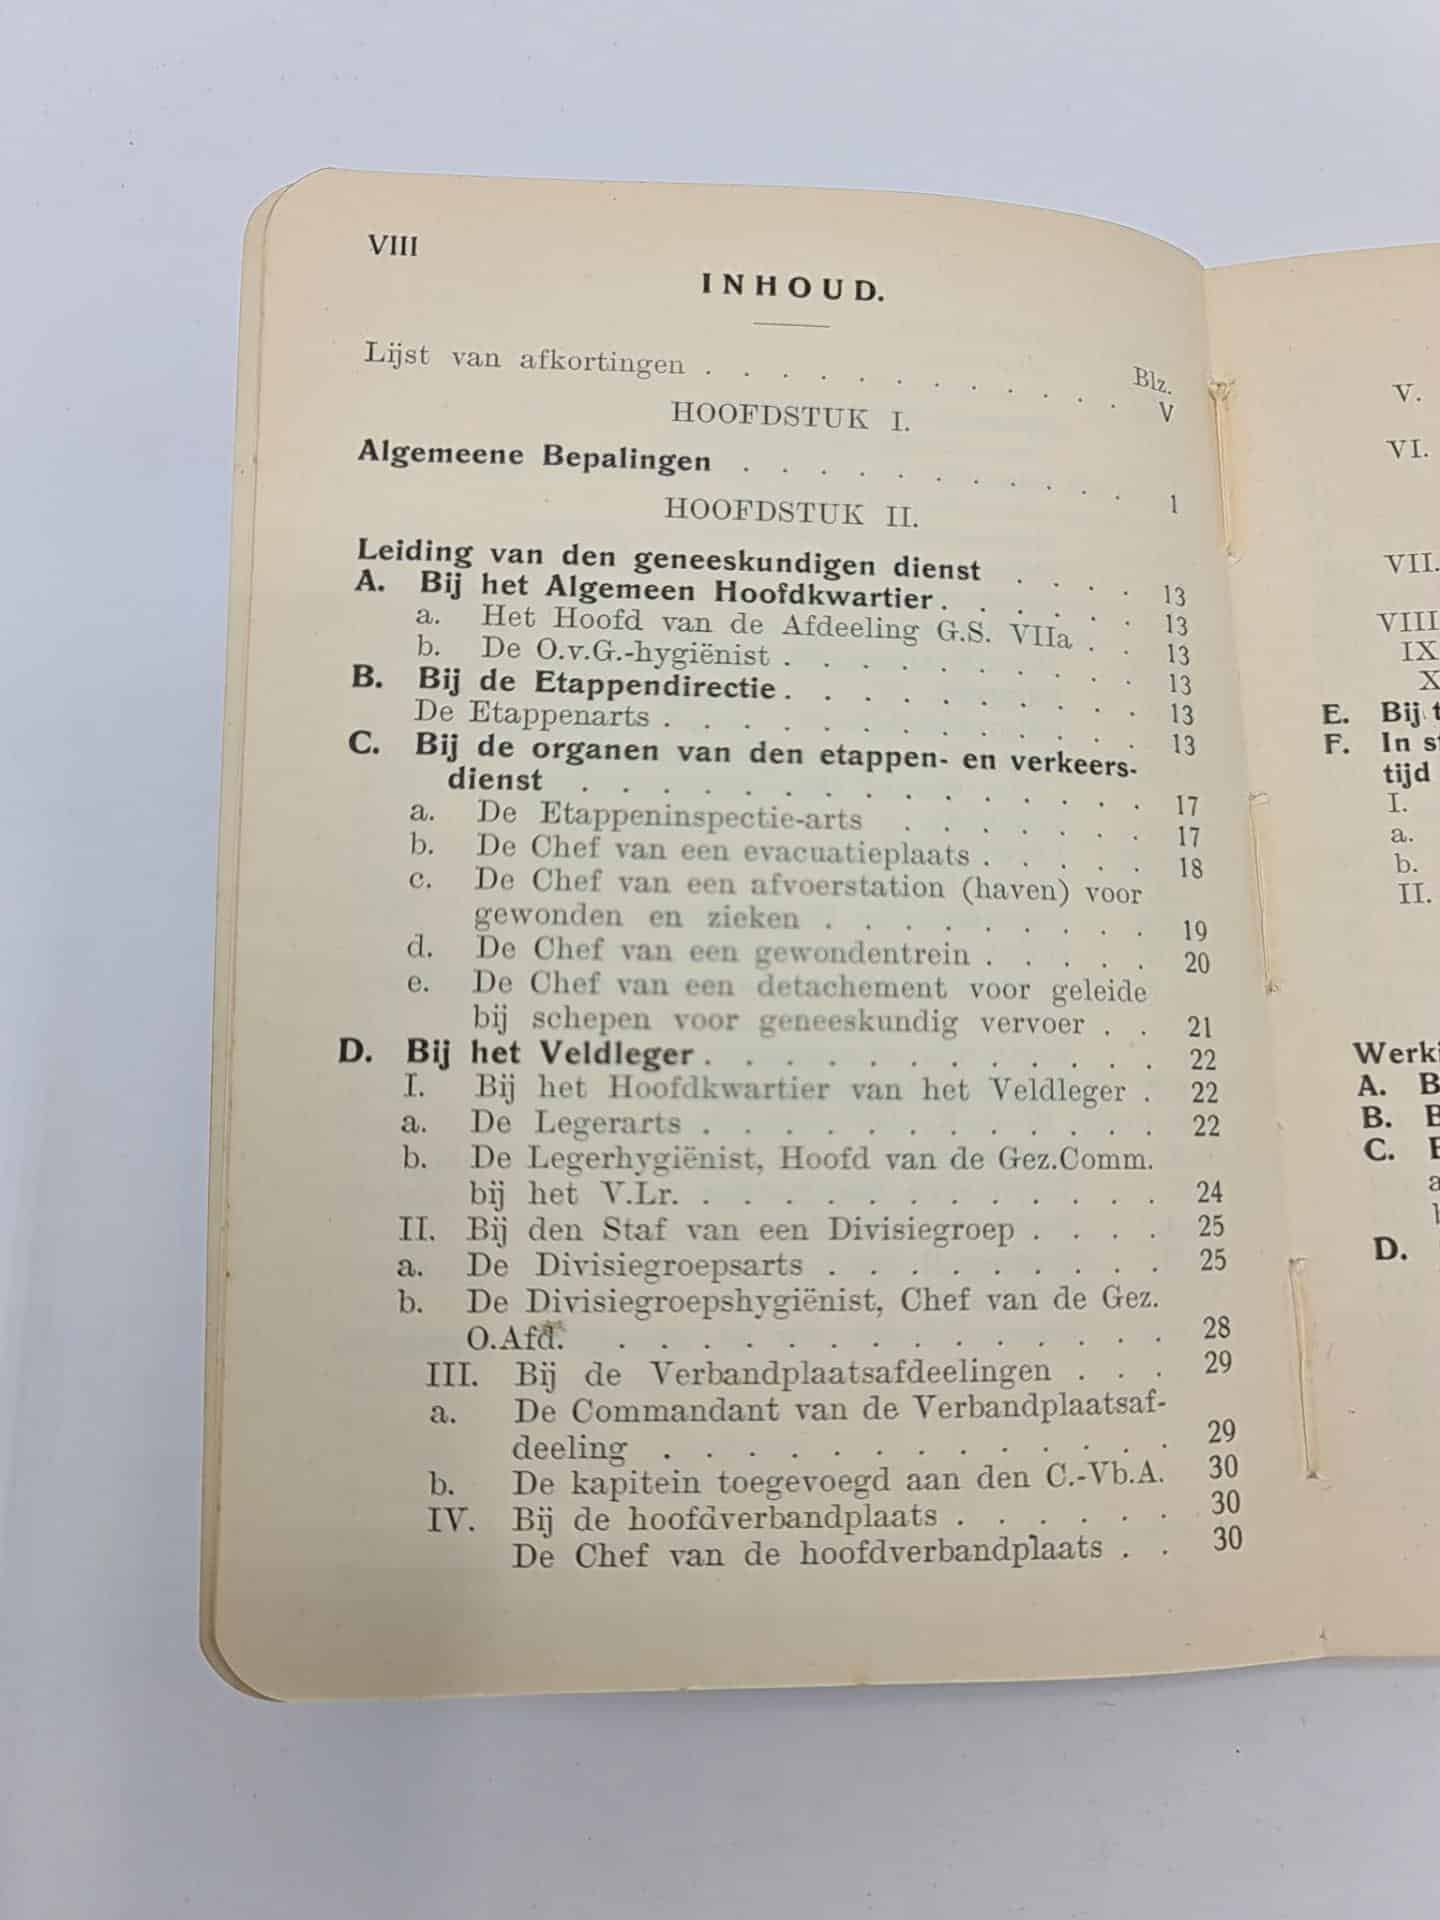 VIII
INHOUD.
Blz.
Lijst van afkortingen . . . . . . . . . . . . V
HOOFDSTUK I.
Algemeene Bepalingen . . . . . . . . . . . 1
HOOFDSTUK II.
Leiding van den geneeskundigen dienst . . . . 13
A. Bij het Algemeen Hoofdkwartier . . . . . . 13
a. Het Hoofd van de Afdeeling G.S. VIIa . . 13
b. De O.v.G.-hygiënist . . . . . . . . . . 13
B. Bij de Etappendirectie . . . . . . . . . . 13
De Etappenarts . . . . . . . . . . . . . 13
C. Bij de organen van den etappen- en verkeers-
dienst . . . . . . . . . . . . . . 17
a. De Etappeninspectie-arts . . . . . . . 17
b. De Chef van een evacuatieplaats . . . . . 18
c. De Chef van een afvoerstation (haven) voor
gewonden en zieken . . . . . . . . . 19
d. De Chef van een gewondentrein . . . . . 20
e. De Chef van een detachement voor geleide
bij schepen voor geneeskundig vervoer . . 21
D. Bij het Veldleger . . . . . . . . . . . . 22
I. Bij het Hoofdkwartier van het Veldleger . 22
a. De Legerarts . . . . . . . . . . . . 22
b. De Legerhygiënist, Hoofd van de Gez.Comm.
bij het V.Lr. . . . . . . . . . . . . 24
II. Bij den Staf van een Divisiegroep . . . . 25
a. De Divisiegroepsarts . . . . . . . . . 25
b. De Divisiegroepshygiënist, Chef van de Gez.
O.Afd. . . . . . . . . . . . . . . 28
III. Bij de Verbandplaatsafdeelingen . . . 29
a. De Commandant van de Verbandplaatsaf-
deeling . . . . . . . . . . . . . 29
b. De kapitein toegevoegd aan den C.-Vb.A. 30
IV. Bij de hoofdverbandplaats . . . . . . 30
De Chef van de hoofdverbandplaats . . 30
V.
VI.
VII.
VIII
IX
X
E. Bij
F. In
tijd
I.
a.
b.
II.
A. B
B.
C.
D.